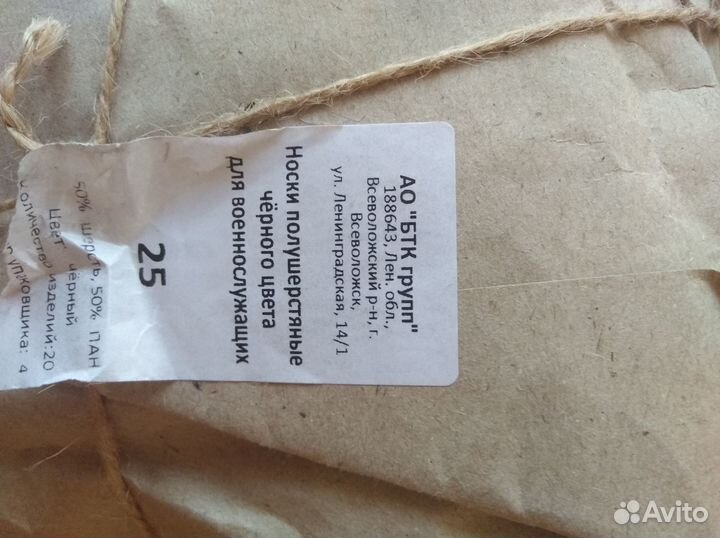 АО "БТК групп"
188643, Лен. обл.,
Всеволожский р-н, г.
Всеволожск,
ул. Ленинградская, 14/1
Носки полушерстяные
чёрного цвета
для военнослужащих
25
50% шерсть, 50% ПАН
Цвет чёрный
Количество изделий:20
упаковщика: 4
Avito